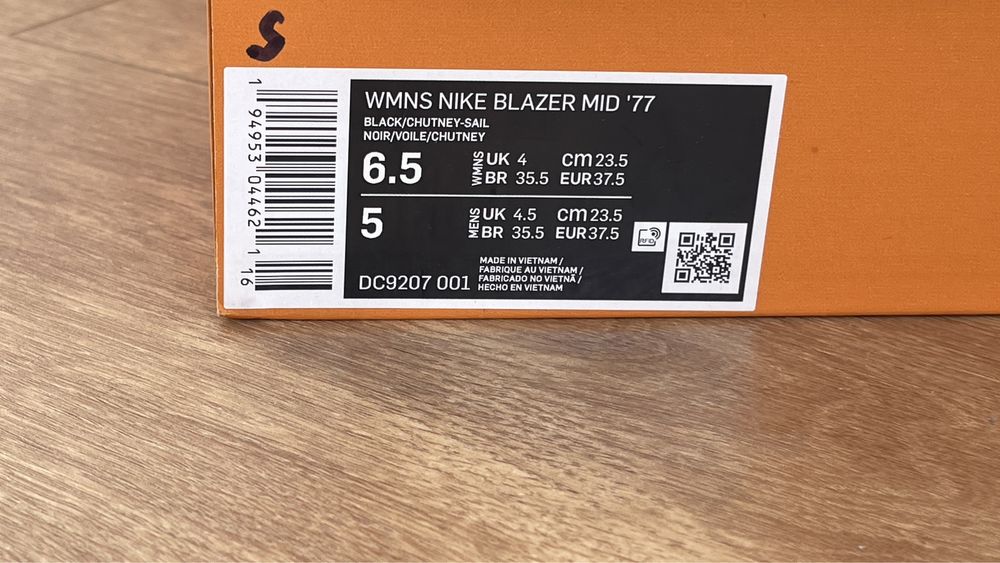 S
WMNS NIKE BLAZER MID '77
BLACK/CHUTNEY-SAIL
NOIR/VOILE/CHUTNEY
6.5 WMNS UK 4 cm 23.5
BR 35.5 EUR 37.5
5 MENS UK 4.5 cm 23.5
BR 35.5 EUR 37.5
RFID
MADE IN VIETNAM /
FABRIQUE AU VIETNAM /
FABRICADO NO VIETNÃ /
HECHO EN VIETNAM
DC9207 001
1 94953 04462 1 16